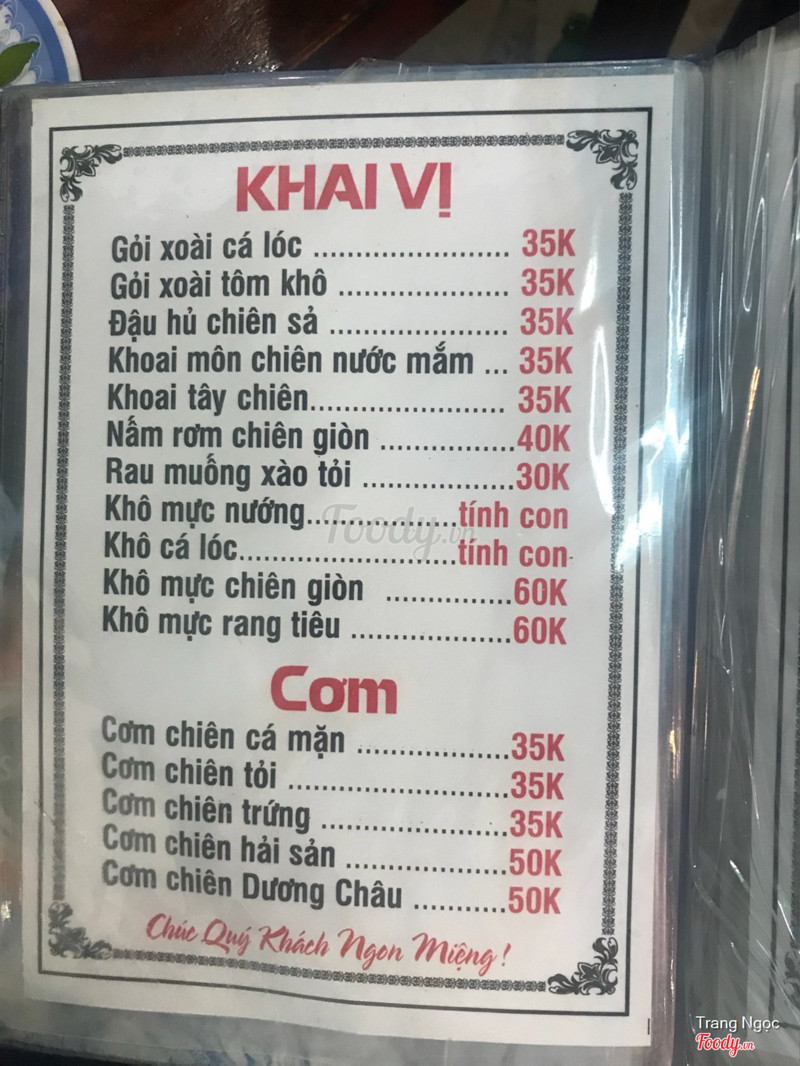 KHAI VỊ
Gỏi xoài cá lóc ....................... 35K
Gỏi xoài tôm khô .................... 35K
Đậu hủ chiên sả ..................... 35K
Khoai môn chiên nước mắm ... 35K
Khoai tây chiên....................... 35K
Nấm rơm chiên giòn ................40K
Rau muống xào tỏi ..................30K
Khô mực nướng..................tính con
Khô cá lóc..........................tính con
Khô mực chiên giòn ...............60K
Khô mực rang tiêu ...................60K
Cơm
Cơm chiên cá mặn ..................35K
Cơm chiên tỏi ..........................35K
Cơm chiên trứng ......................35K
Cơm chiên hải sản ...................50K
Cơm chiên Dương Châu ...........50K
Chúc Quý Khách Ngon Miệng !
Foody.vn
Trang Ngọc
Foody.vn